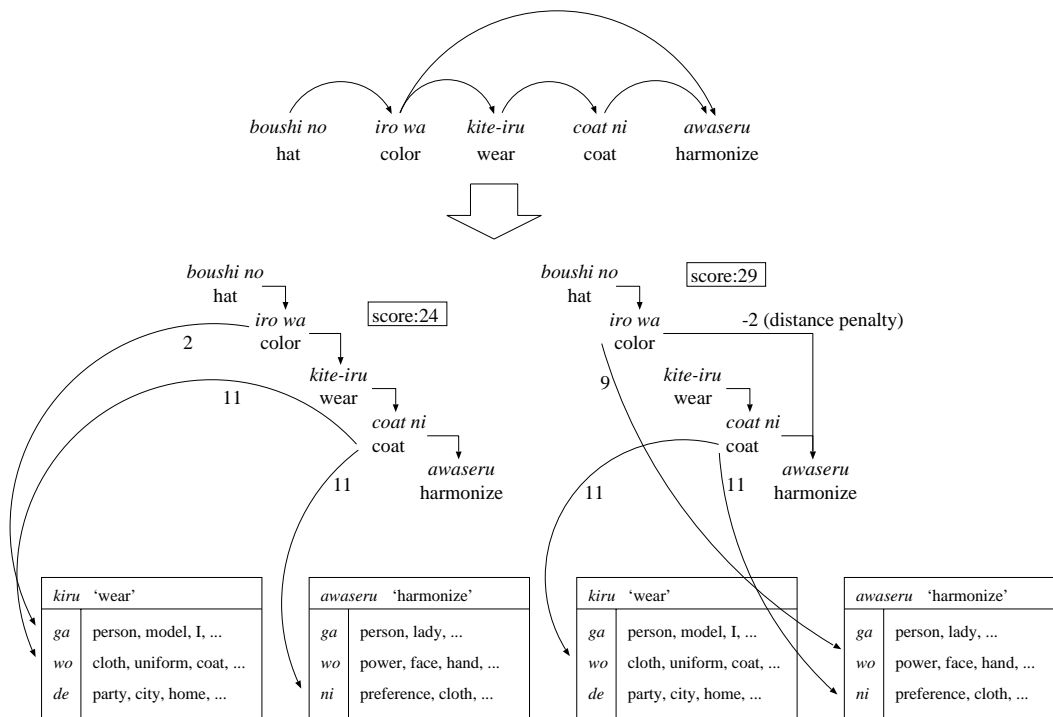 boushi no iro wa kite-iru coat ni awaseru
hat color wear coat harmonize
boushi no
hat
score:24
iro wa
color
2
kite-iru
wear
11
coat ni
coat
11
awaseru
harmonize
boushi no
hat
score:29
iro wa
color
-2 (distance penalty)
9
kite-iru
wear
coat ni
coat
11
11
awaseru
harmonize
kiru ‘wear’
ga person, model, I, ...
wo cloth, uniform, coat, ...
de party, city, home, ...
awaseru ‘harmonize’
ga person, lady, ...
wo power, face, hand, ...
ni preference, cloth, ...
kiru ‘wear’
ga person, model, I, ...
wo cloth, uniform, coat, ...
de party, city, home, ...
awaseru ‘harmonize’
ga person, lady, ...
wo power, face, hand, ...
ni preference, cloth, ...